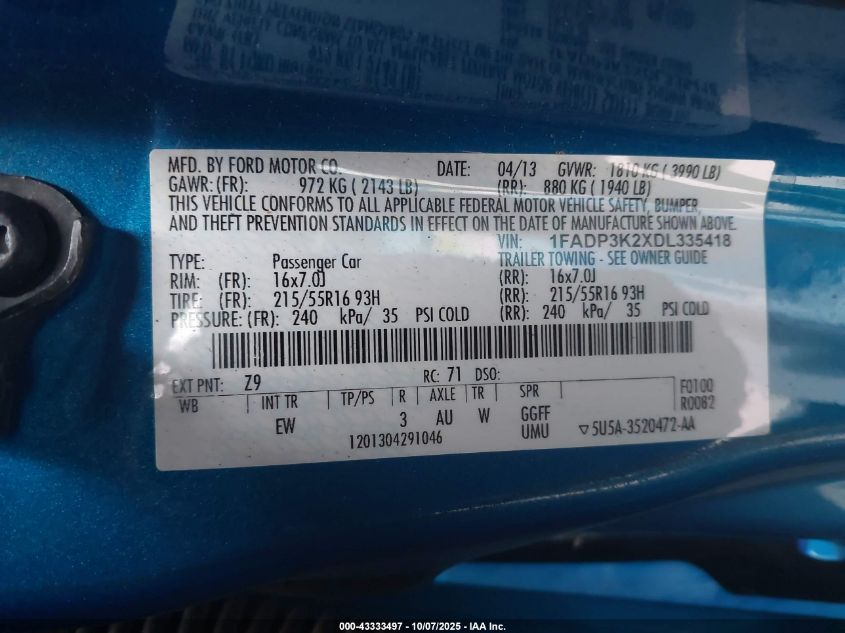 MFD. BY FORD MOTOR CO. DATE: 04/13 GVWR: 1810 KG ( 3990 LB)
GAWR: (FR): 972 KG ( 2143 LB) (RR): 880 KG ( 1940 LB)
THIS VEHICLE CONFORMS TO ALL APPLICABLE FEDERAL MOTOR VEHICLE SAFETY, BUMPER,
AND THEFT PREVENTION STANDARDS IN EFFECT ON THE DATE OF MANUFACTURE SHOWN ABOVE.
VIN: 1FADP3K2XDL335418
TYPE: Passenger Car TRAILER TOWING - SEE OWNER GUIDE
RIM: (FR): 16x7.0J (RR): 16x7.0J
TIRE: (FR): 215/55R16 93H (RR): 215/55R16 93H
PRESSURE: (FR): 240 kPa/ 35 PSI COLD (RR): 240 kPa/ 35 PSI COLD
EXT PNT: Z9 RC: 71 DSO:
WB INT TR TP/PS R AXLE TR SPR F0100
EW 3 AU W GGFF R0082
1201304291046 UMU ▽5U5A-3520472-AA
000-43333497 - 10/07/2025 - IAA Inc.